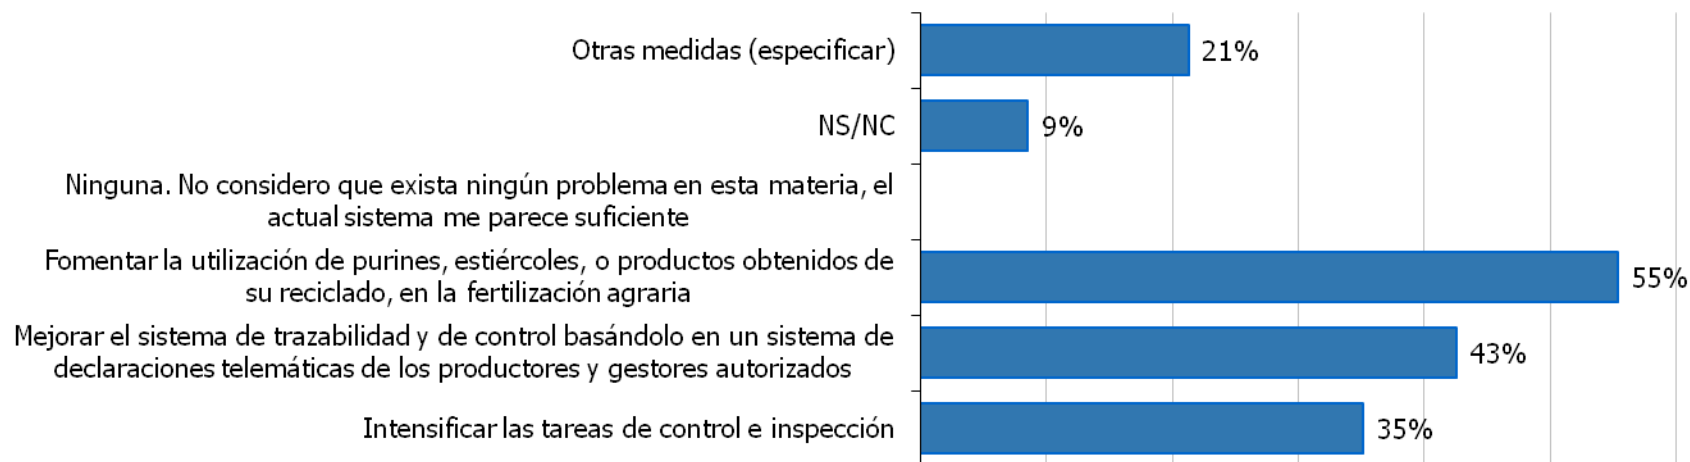 Otras medidas (especificar)
21%
NS/NC
9%
Ninguna. No considero que exista ningún problema en esta materia, el
actual sistema me parece suficiente
Fomentar la utilización de purines, estiércoles, o productos obtenidos de
su reciclado, en la fertilización agraria
55%
Mejorar el sistema de trazabilidad y de control basándolo en un sistema de
declaraciones telemáticas de los productores y gestores autorizados
43%
Intensificar las tareas de control e inspección
35%